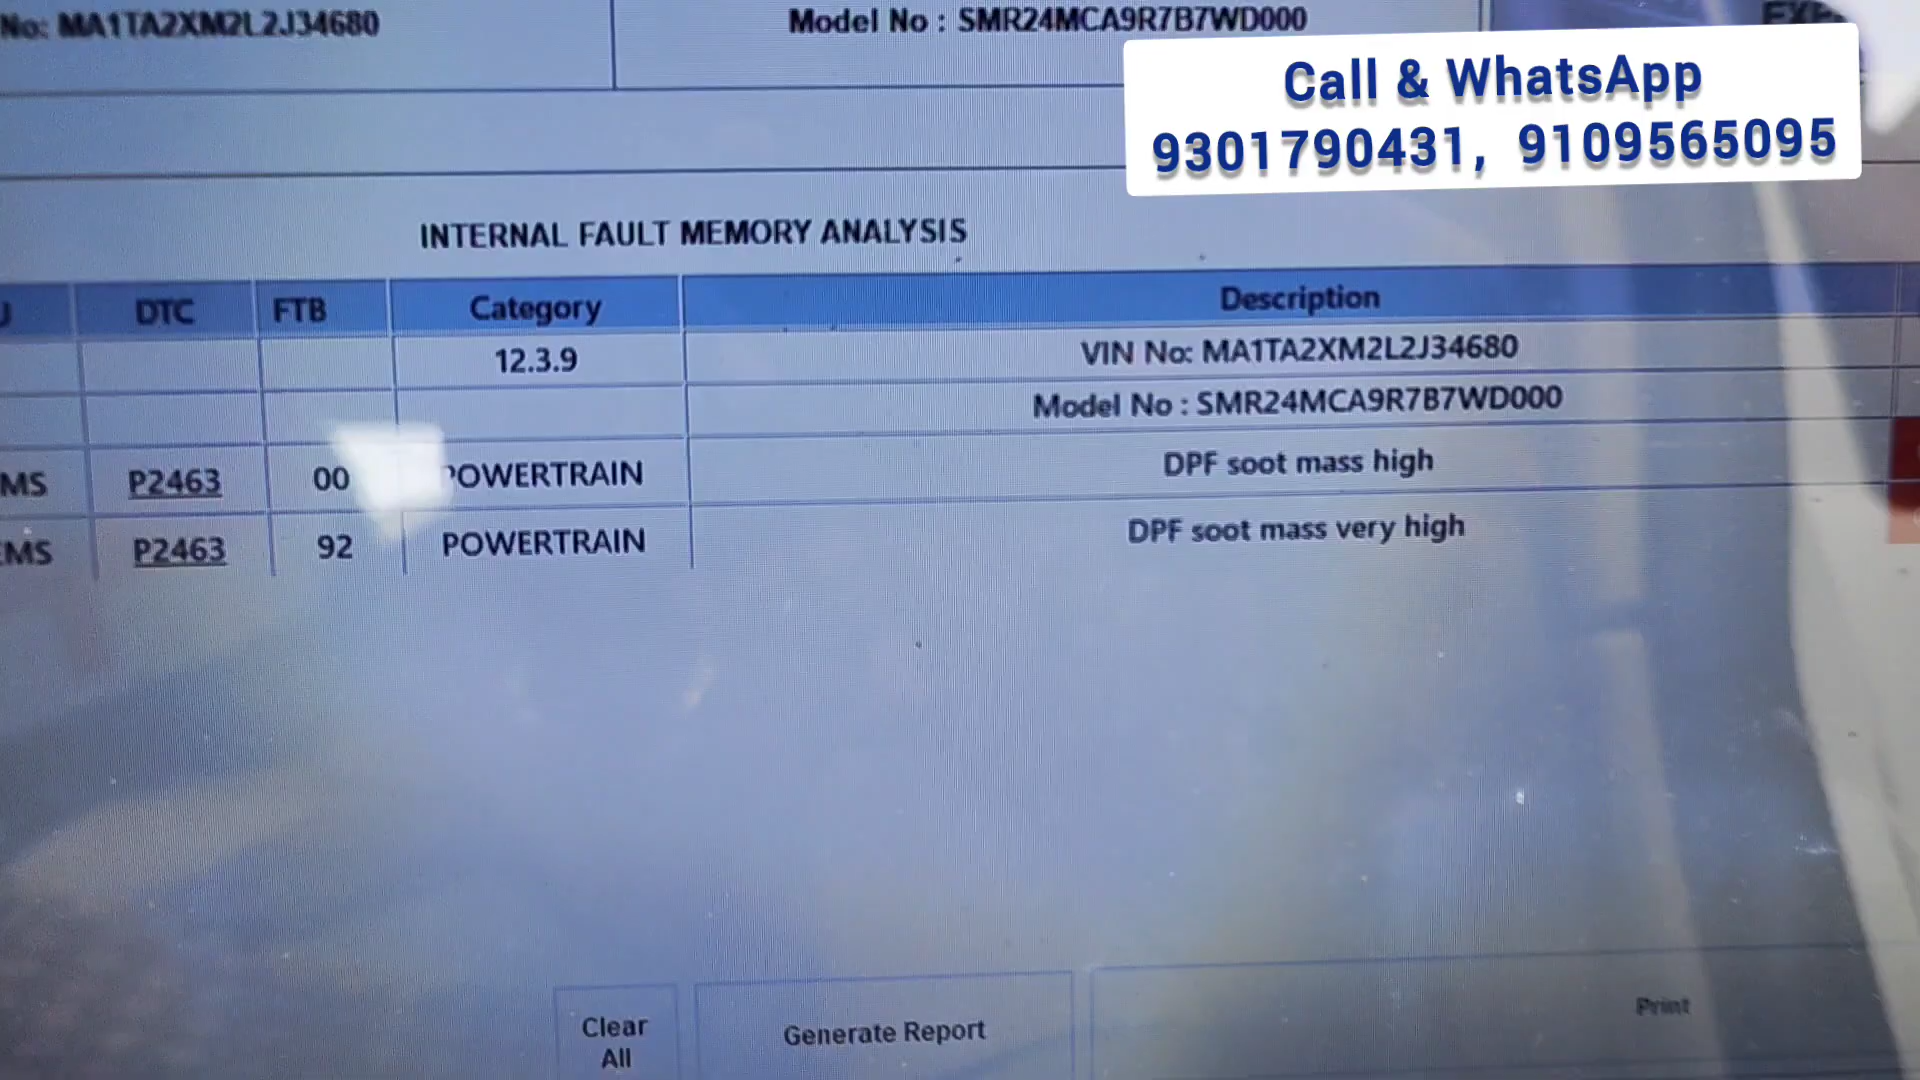 No: MA1TA2XM2L2J34680
Model No : SMR24MCA9R7B7WD000
Call & WhatsApp
9301790431, 9109565095
INTERNAL FAULT MEMORY ANALYSIS
DTC FTB Category Description
12.3.9 VIN No: MA1TA2XM2L2J34680
Model No : SMR24MCA9R7B7WD000
MS P2463 00 POWERTRAIN DPF soot mass high
EMS P2463 92 POWERTRAIN DPF soot mass very high
Clear
All
Generate Report
Print